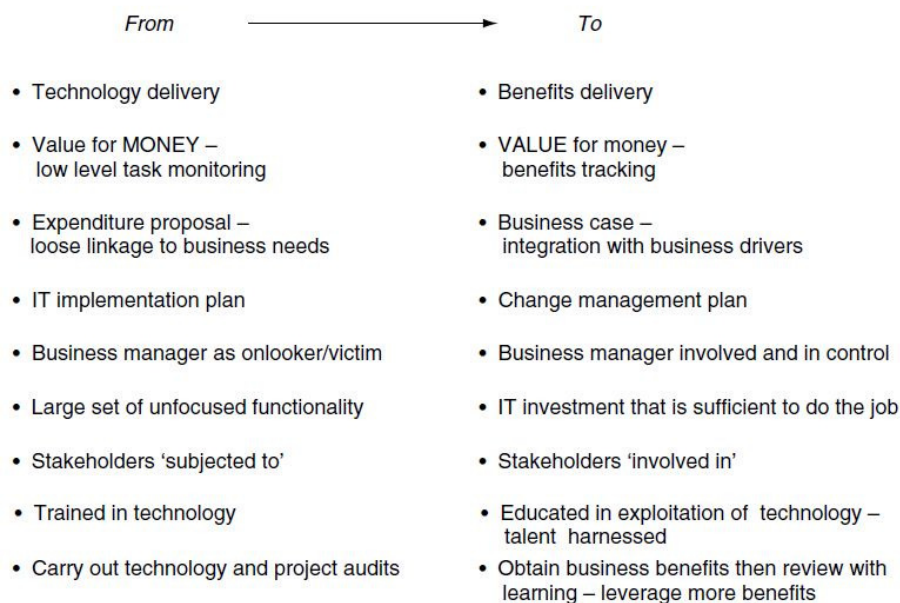 From To
• Technology delivery
• Benefits delivery
• Value for MONEY –
low level task monitoring
• VALUE for money –
benefits tracking
• Expenditure proposal –
loose linkage to business needs
• Business case –
integration with business drivers
• IT implementation plan
• Change management plan
• Business manager as onlooker/victim
• Business manager involved and in control
• Large set of unfocused functionality
• IT investment that is sufficient to do the job
• Stakeholders ‘subjected to’
• Stakeholders ‘involved in’
• Trained in technology
• Educated in exploitation of technology –
talent harnessed
• Carry out technology and project audits
• Obtain business benefits then review with
learning – leverage more benefits